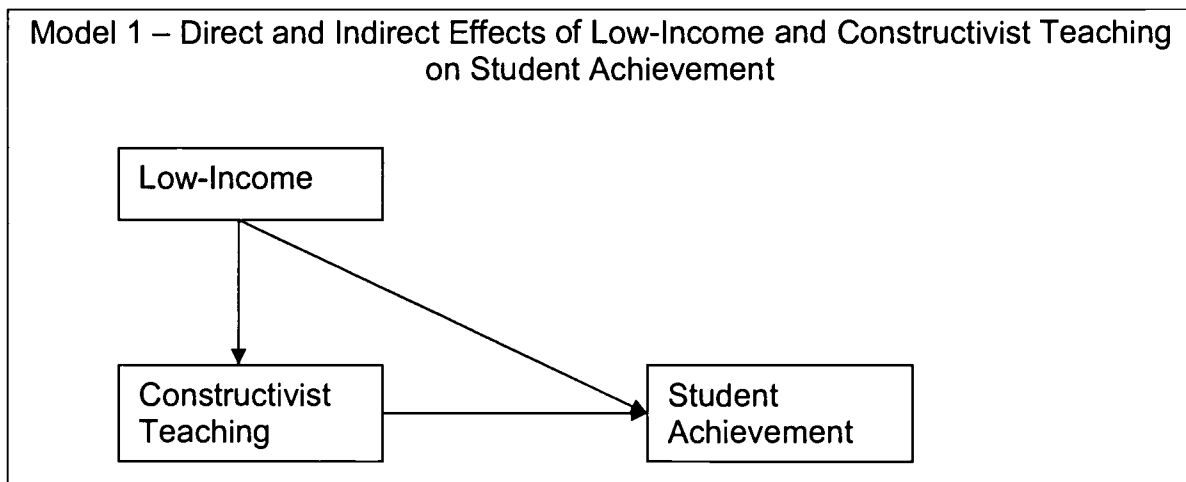 Model 1 – Direct and Indirect Effects of Low-Income and Constructivist Teaching
on Student Achievement
Low-Income
Constructivist
Teaching
Student
Achievement